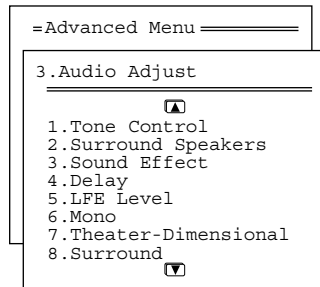 =Advanced Menu
3.Audio Adjust
1.Tone Control
2.Surround Speakers
3.Sound Effect
4.Delay
5.LFE Level
6.Mono
7.Theater-Dimensional
8.Surround